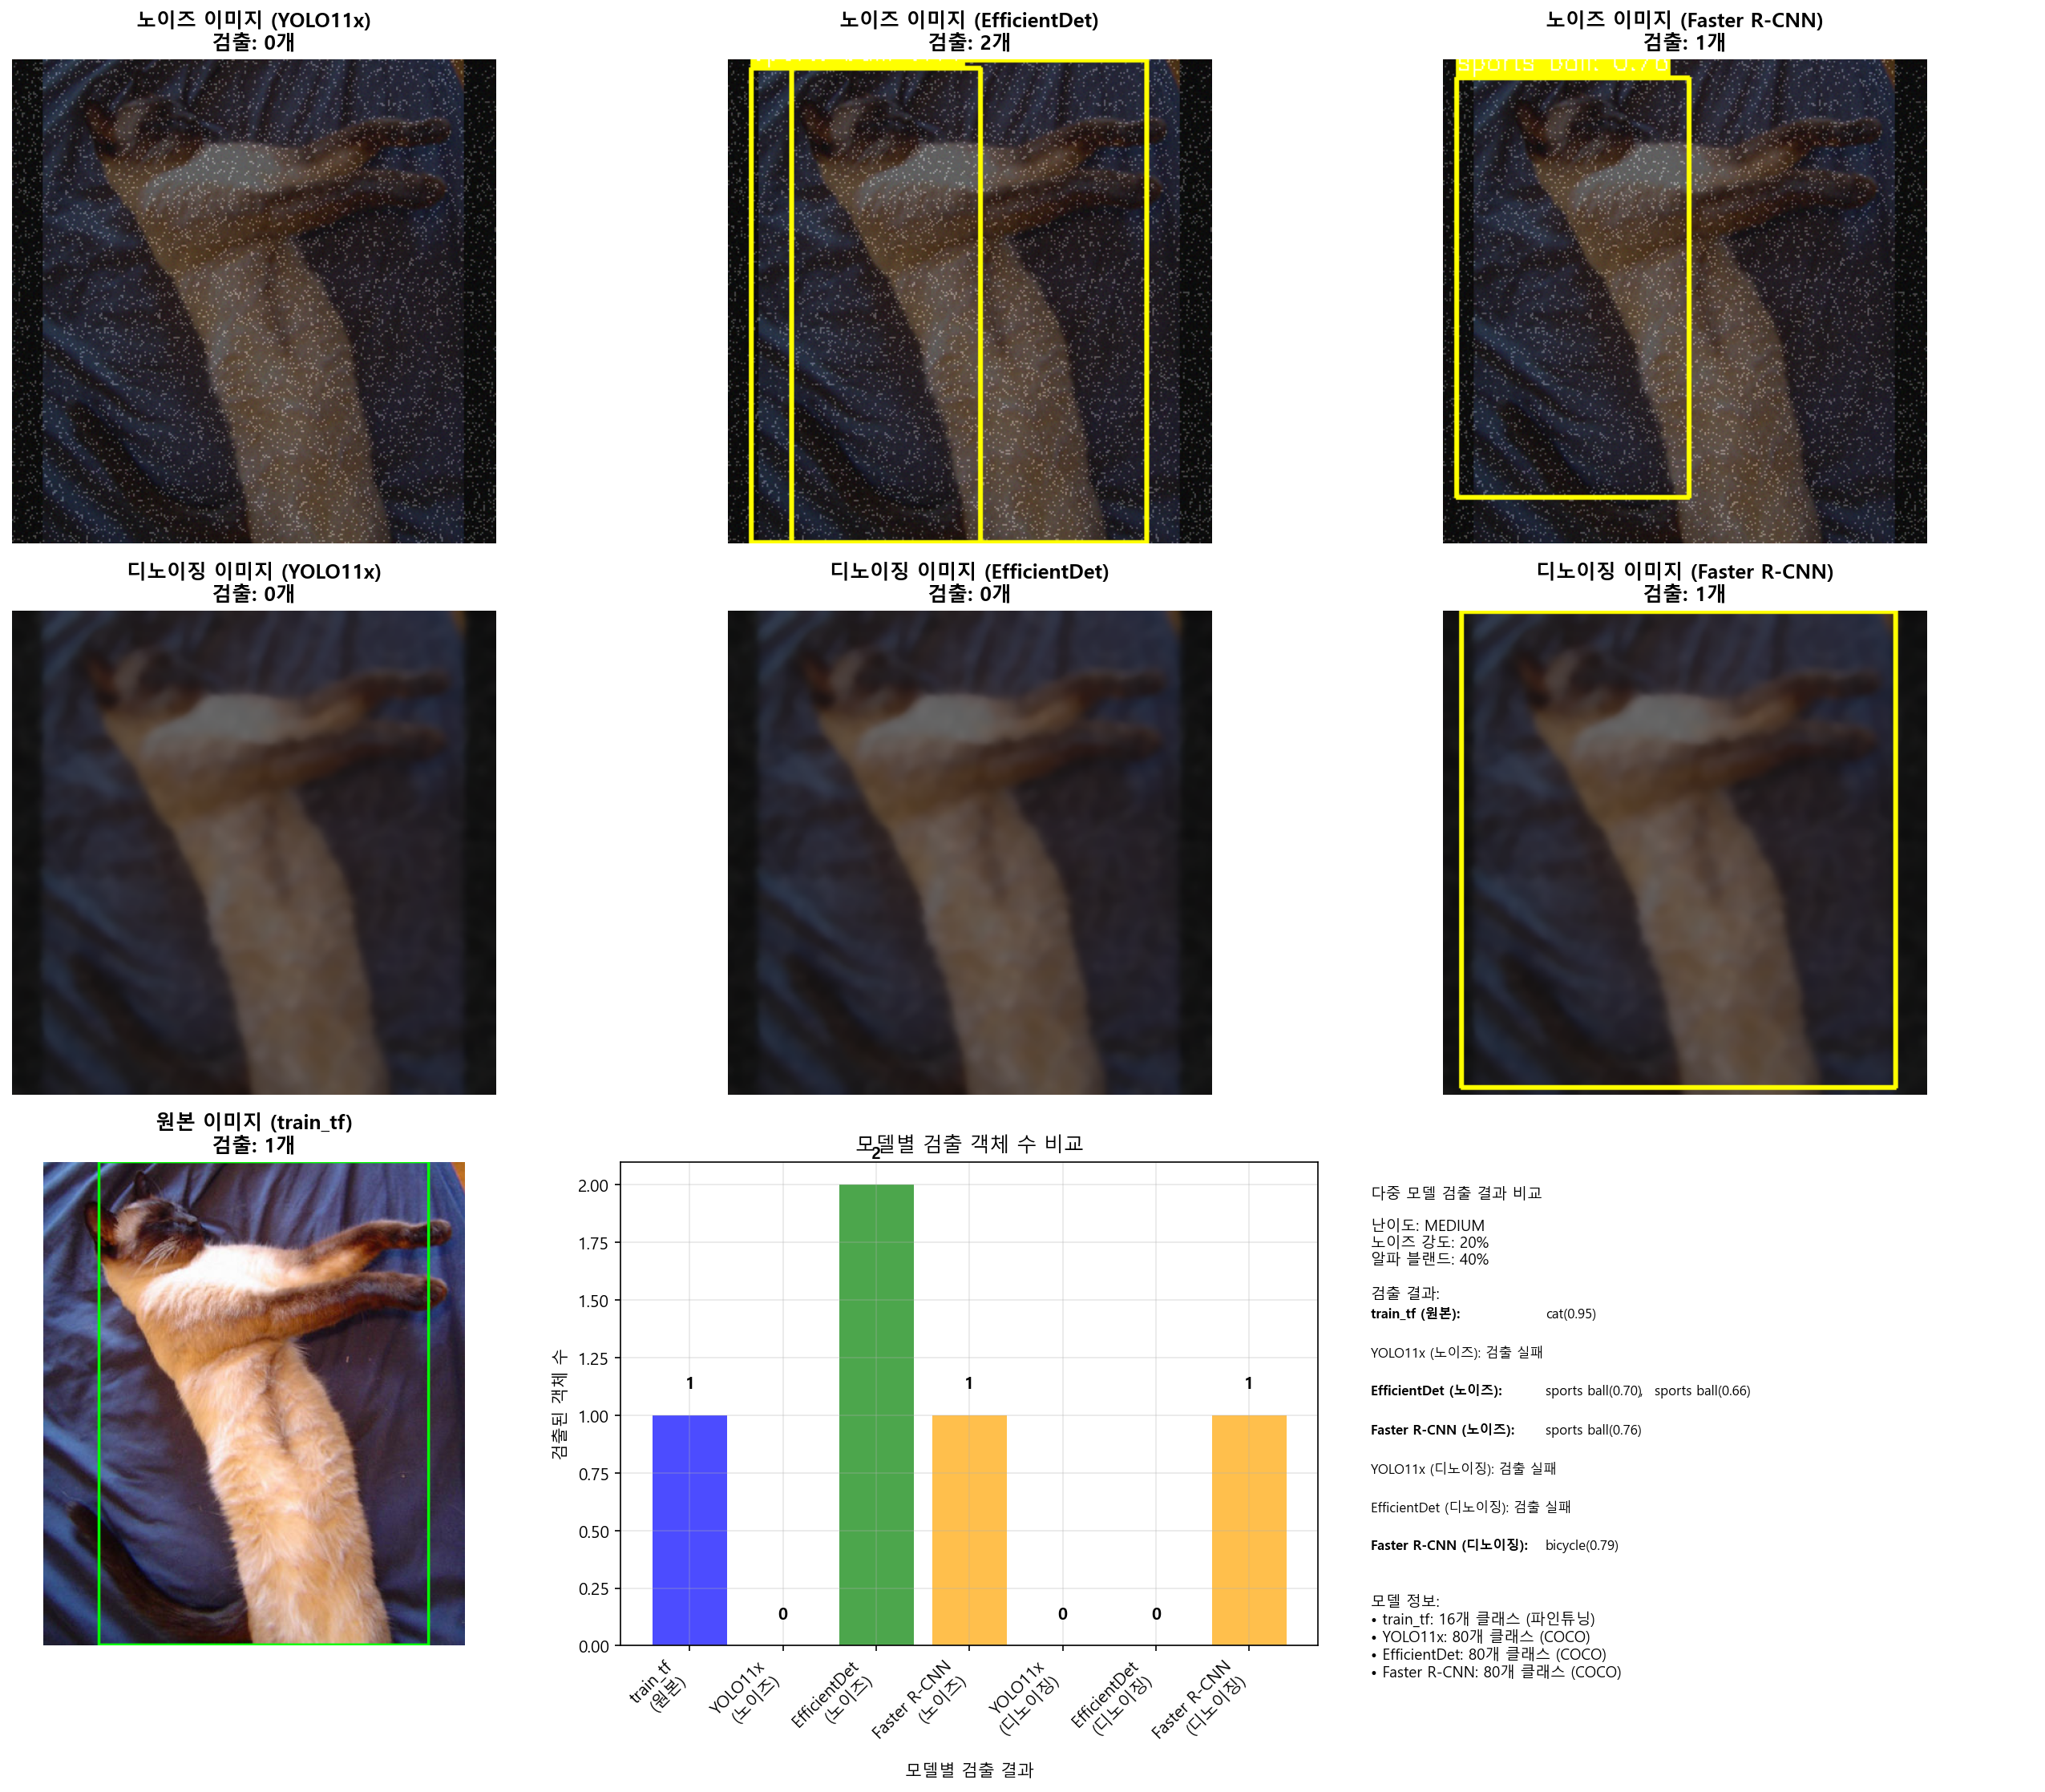 노이즈 이미지 (YOLO11x)
검출: 0개
노이즈 이미지 (EfficientDet)
검출: 2개
노이즈 이미지 (Faster R-CNN)
검출: 1개
sports ball: 0.76
디노이징 이미지 (YOLO11x)
검출: 0개
디노이징 이미지 (EfficientDet)
검출: 0개
디노이징 이미지 (Faster R-CNN)
검출: 1개
원본 이미지 (train_tf)
검출: 1개
모델별 검출 객체 수 비교
검출된 객체 수
2.00
1.75
1.50
1.25
1.00
0.75
0.50
0.25
0.00
1
0
2
1
0
0
1
train_tf
(원본)
YOLO11x
(노이즈)
EfficientDet
(노이즈)
Faster R-CNN
(노이즈)
YOLO11x
(디노이징)
EfficientDet
(디노이징)
Faster R-CNN
(디노이징)
모델별 검출 결과
다중 모델 검출 결과 비교
난이도: MEDIUM
노이즈 강도: 20%
알파 블랜드: 40%
검출 결과:
train_tf (원본): cat(0.95)
YOLO11x (노이즈): 검출 실패
EfficientDet (노이즈): sports ball(0.70), sports ball(0.66)
Faster R-CNN (노이즈): sports ball(0.76)
YOLO11x (디노이징): 검출 실패
EfficientDet (디노이징): 검출 실패
Faster R-CNN (디노이징): bicycle(0.79)
모델 정보:
• train_tf: 16개 클래스 (파인튜닝)
• YOLO11x: 80개 클래스 (COCO)
• EfficientDet: 80개 클래스 (COCO)
• Faster R-CNN: 80개 클래스 (COCO)